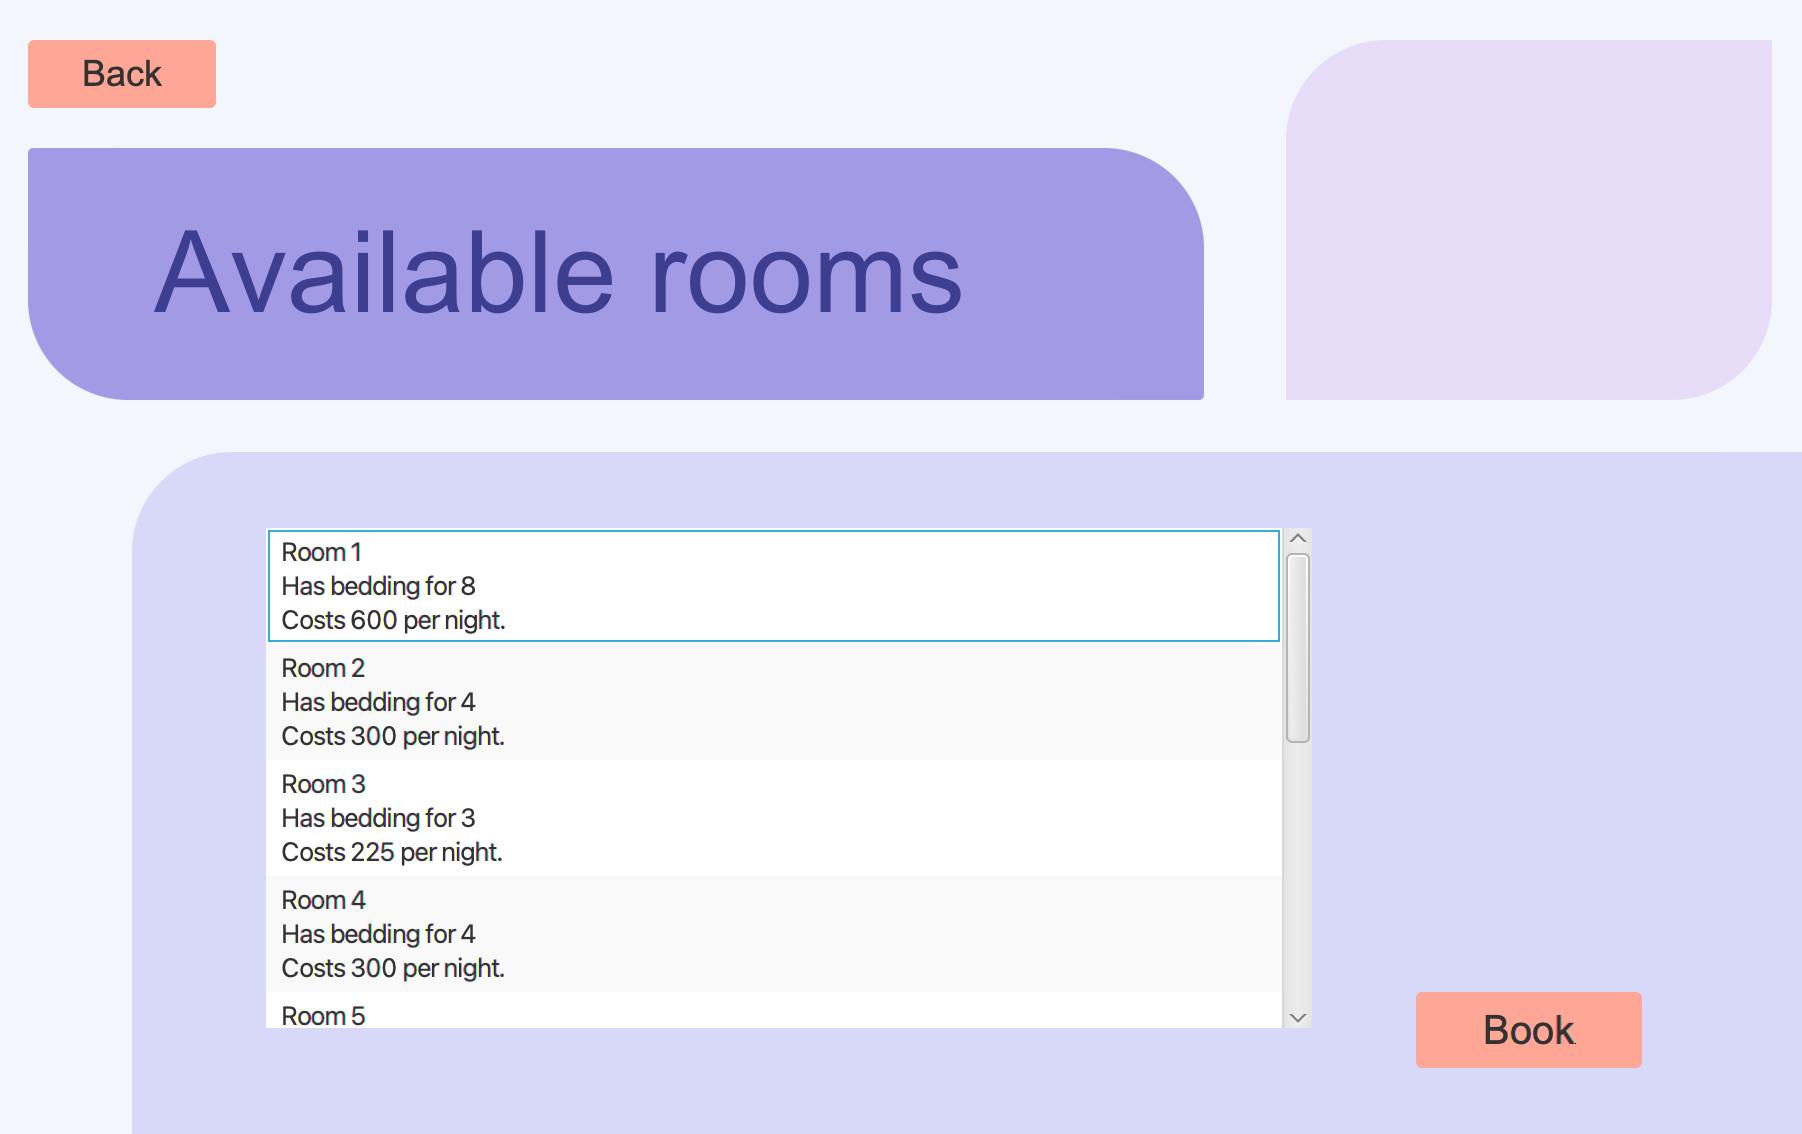 Back
Available rooms
Room 1
Has bedding for 8
Costs 600 per night.
Room 2
Has bedding for 4
Costs 300 per night.
Room 3
Has bedding for 3
Costs 225 per night.
Room 4
Has bedding for 4
Costs 300 per night.
Room 5
Book